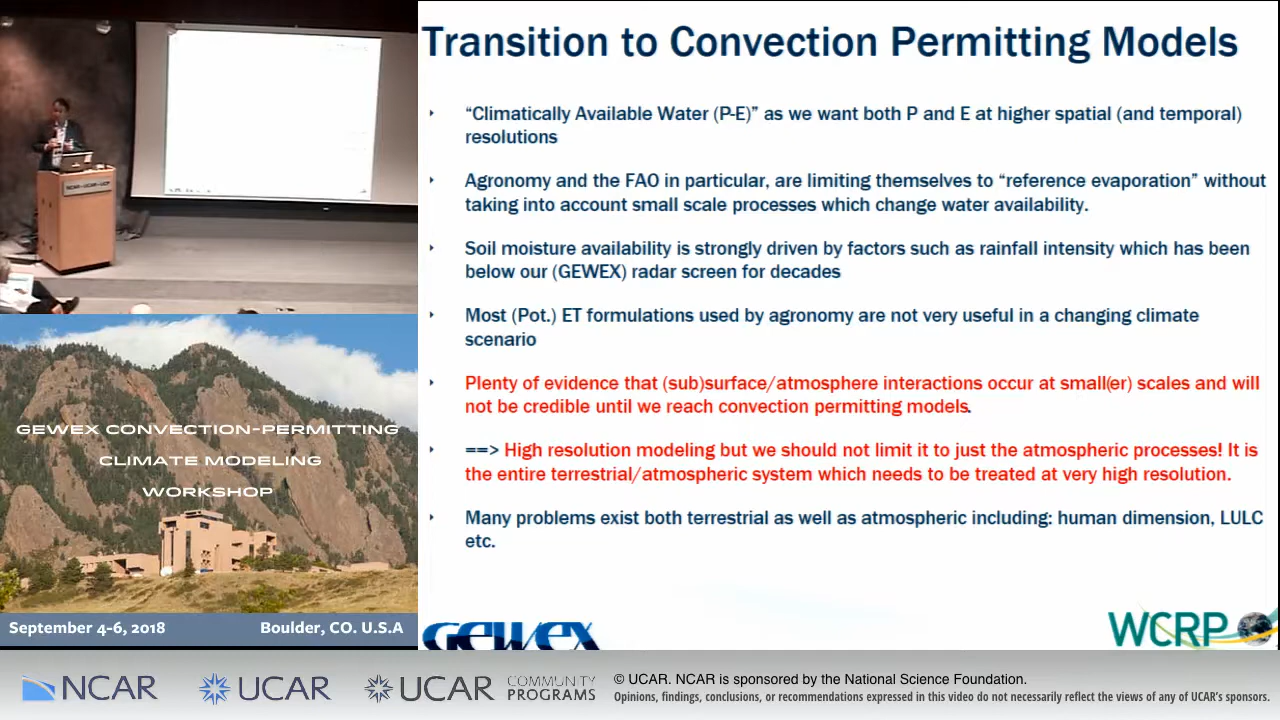 Transition to Convection Permitting Models
“Climatically Available Water (P-E)” as we want both P and E at higher spatial (and temporal)
resolutions
Agronomy and the FAO in particular, are limiting themselves to “reference evaporation” without
taking into account small scale processes which change water availability.
Soil moisture availability is strongly driven by factors such as rainfall intensity which has been
below our (GEWEX) radar screen for decades
Most (Pot.) ET formulations used by agronomy are not very useful in a changing climate
scenario
Plenty of evidence that (sub)surface/atmosphere interactions occur at small(er) scales and will
not be credible until we reach convection permitting models.
==> High resolution modeling but we should not limit it to just the atmospheric processes! It is
the entire terrestrial/atmospheric system which needs to be treated at very high resolution.
Many problems exist both terrestrial as well as atmospheric including: human dimension, LULC
etc.
GEWEX
WCRP
NCAR-UCAR-UCP
GEWEX CONVECTION-PERMITTING
CLIMATE MODELING
WORKSHOP
September 4-6, 2018 Boulder, CO. U.S.A
NCAR
UCAR
UCAR
COMMUNITY
PROGRAMS
© UCAR. NCAR is sponsored by the National Science Foundation.
Opinions, findings, conclusions, or recommendations expressed in this video do not necessarily reflect the views of any of UCAR's sponsors.